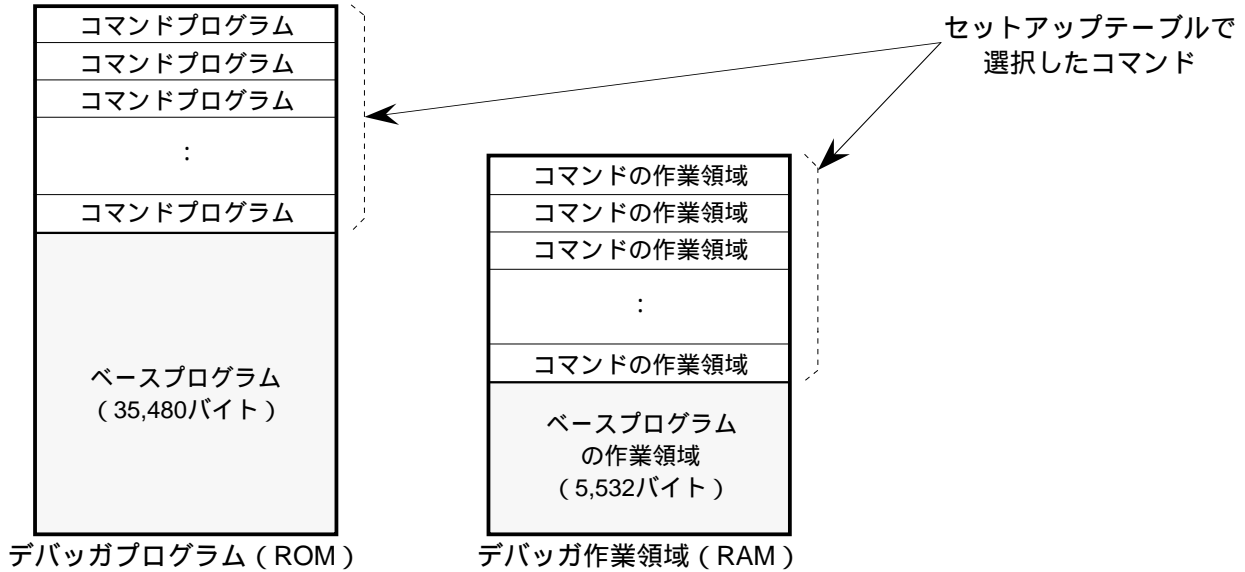 コマンドプログラム
コマンドプログラム
コマンドプログラム
:
コマンドプログラム
ベースプログラム
(35,480バイト)
デバッガプログラム(ROM)
コマンドの作業領域
コマンドの作業領域
コマンドの作業領域
:
コマンドの作業領域
ベースプログラム
の作業領域
(5,532バイト)
デバッガ作業領域(RAM)
セットアップテーブルで
選択したコマンド